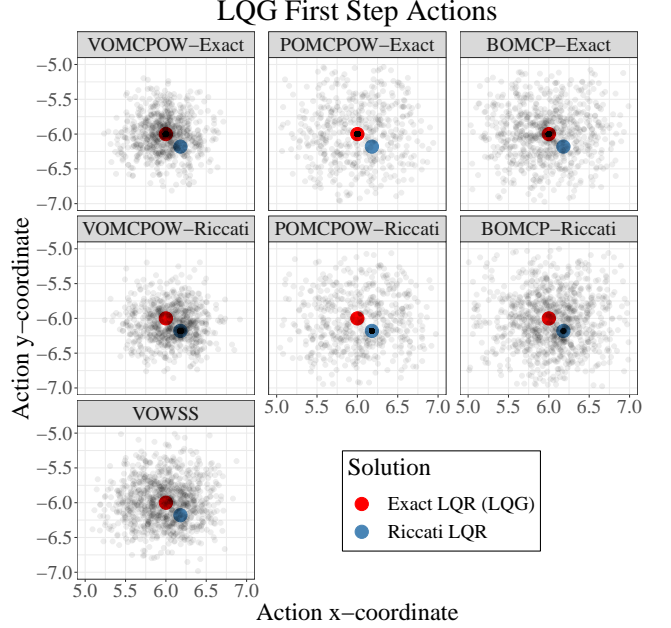 LQG First Step Actions
VOMCPOW−Exact POMCPOW−Exact BOMCP−Exact
−5.0
−5.5
−6.0
−6.5
−7.0
VOMCPOW−Riccati POMCPOW−Riccati BOMCP−Riccati
−5.0
−5.5
−6.0
−6.5
−7.0
5.0 5.5 6.0 6.5 7.0 5.0 5.5 6.0 6.5 7.0
VOWSS
−5.0
−5.5
−6.0
−6.5
−7.0
5.0 5.5 6.0 6.5 7.0
Action y−coordinate
Action x−coordinate
Solution
Exact LQR (LQG)
Riccati LQR